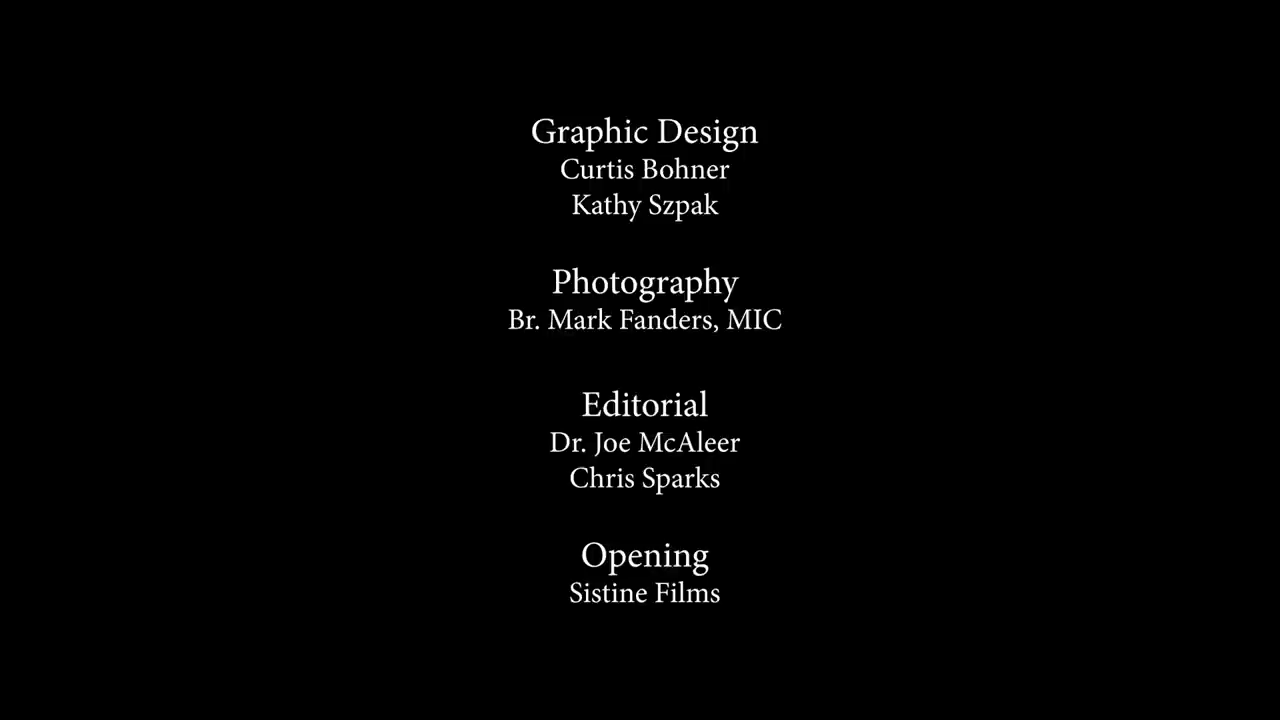 Graphic Design
Curtis Bohner
Kathy Szpak
Photography
Br. Mark Fanders, MIC
Editorial
Dr. Joe McAleer
Chris Sparks
Opening
Sistine Films